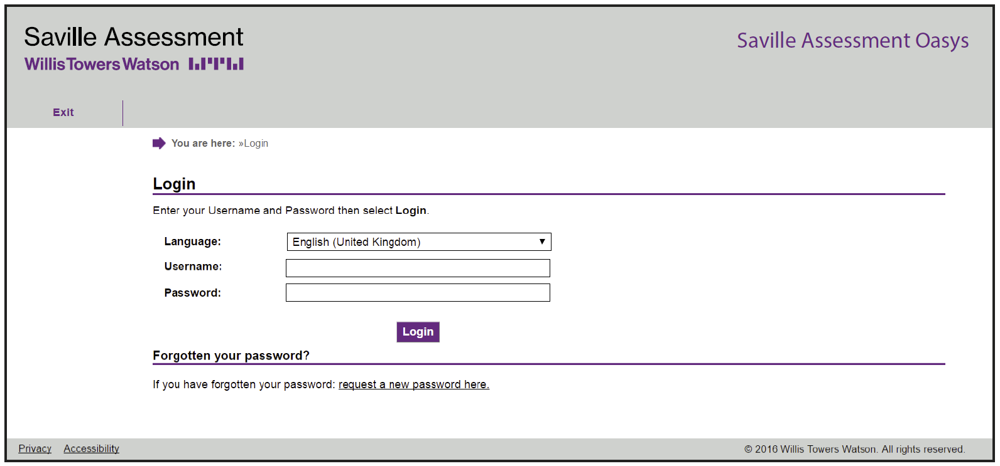 Saville Assessment
WillisTowersWatson
Saville Assessment Oasys
Exit
You are here: »Login
Login
Enter your Username and Password then select Login.
Language: English (United Kingdom)
Username:
Password:
Login
Forgotten your password?
If you have forgotten your password: request a new password here.
Privacy Accessibility © 2016 Willis Towers Watson. All rights reserved.